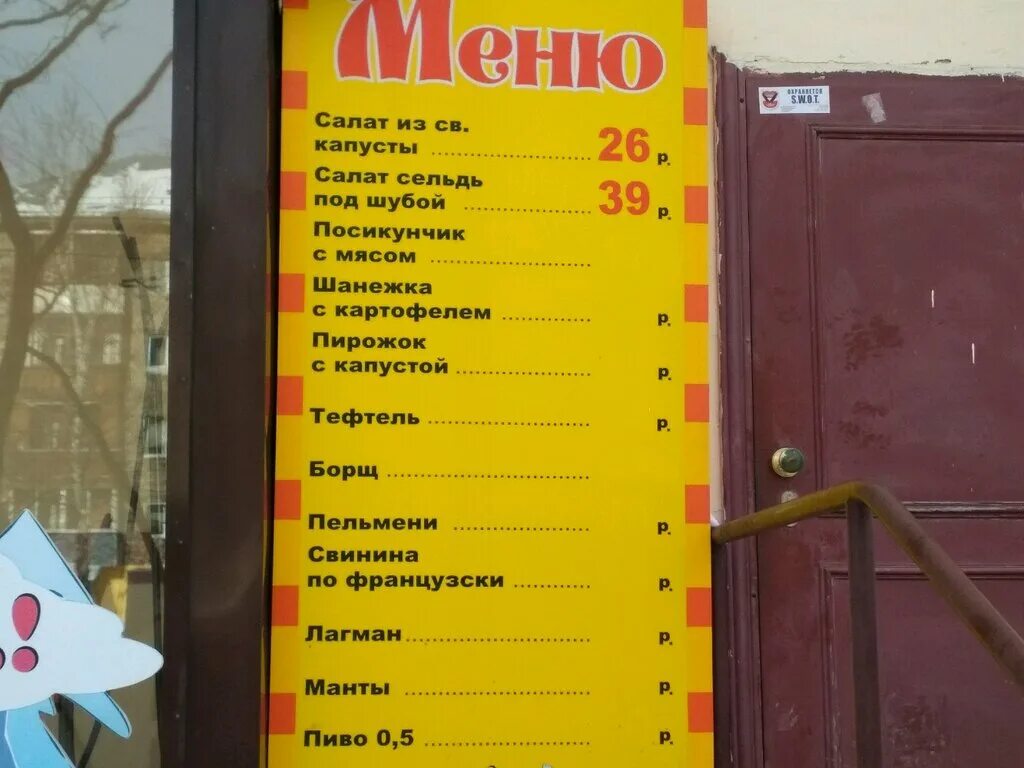 Меню
Салат из св.
капусты ........................ 26 р.
Салат сельдь
под шубой .................... 39 р.
Посикунчик
с мясом ........................
Шанежка
с картофелем .............. р.
Пирожок
с капустой .................... р.
Тефтель ........................ р.
Борщ ..............................
Пельмени .................... р.
Свинина
по французски ............ р.
Лагман .......................... р.
Манты ............................ р.
Пиво 0,5 ........................ р.
ОХРАНЯЕТСЯ
S.W.O.T.